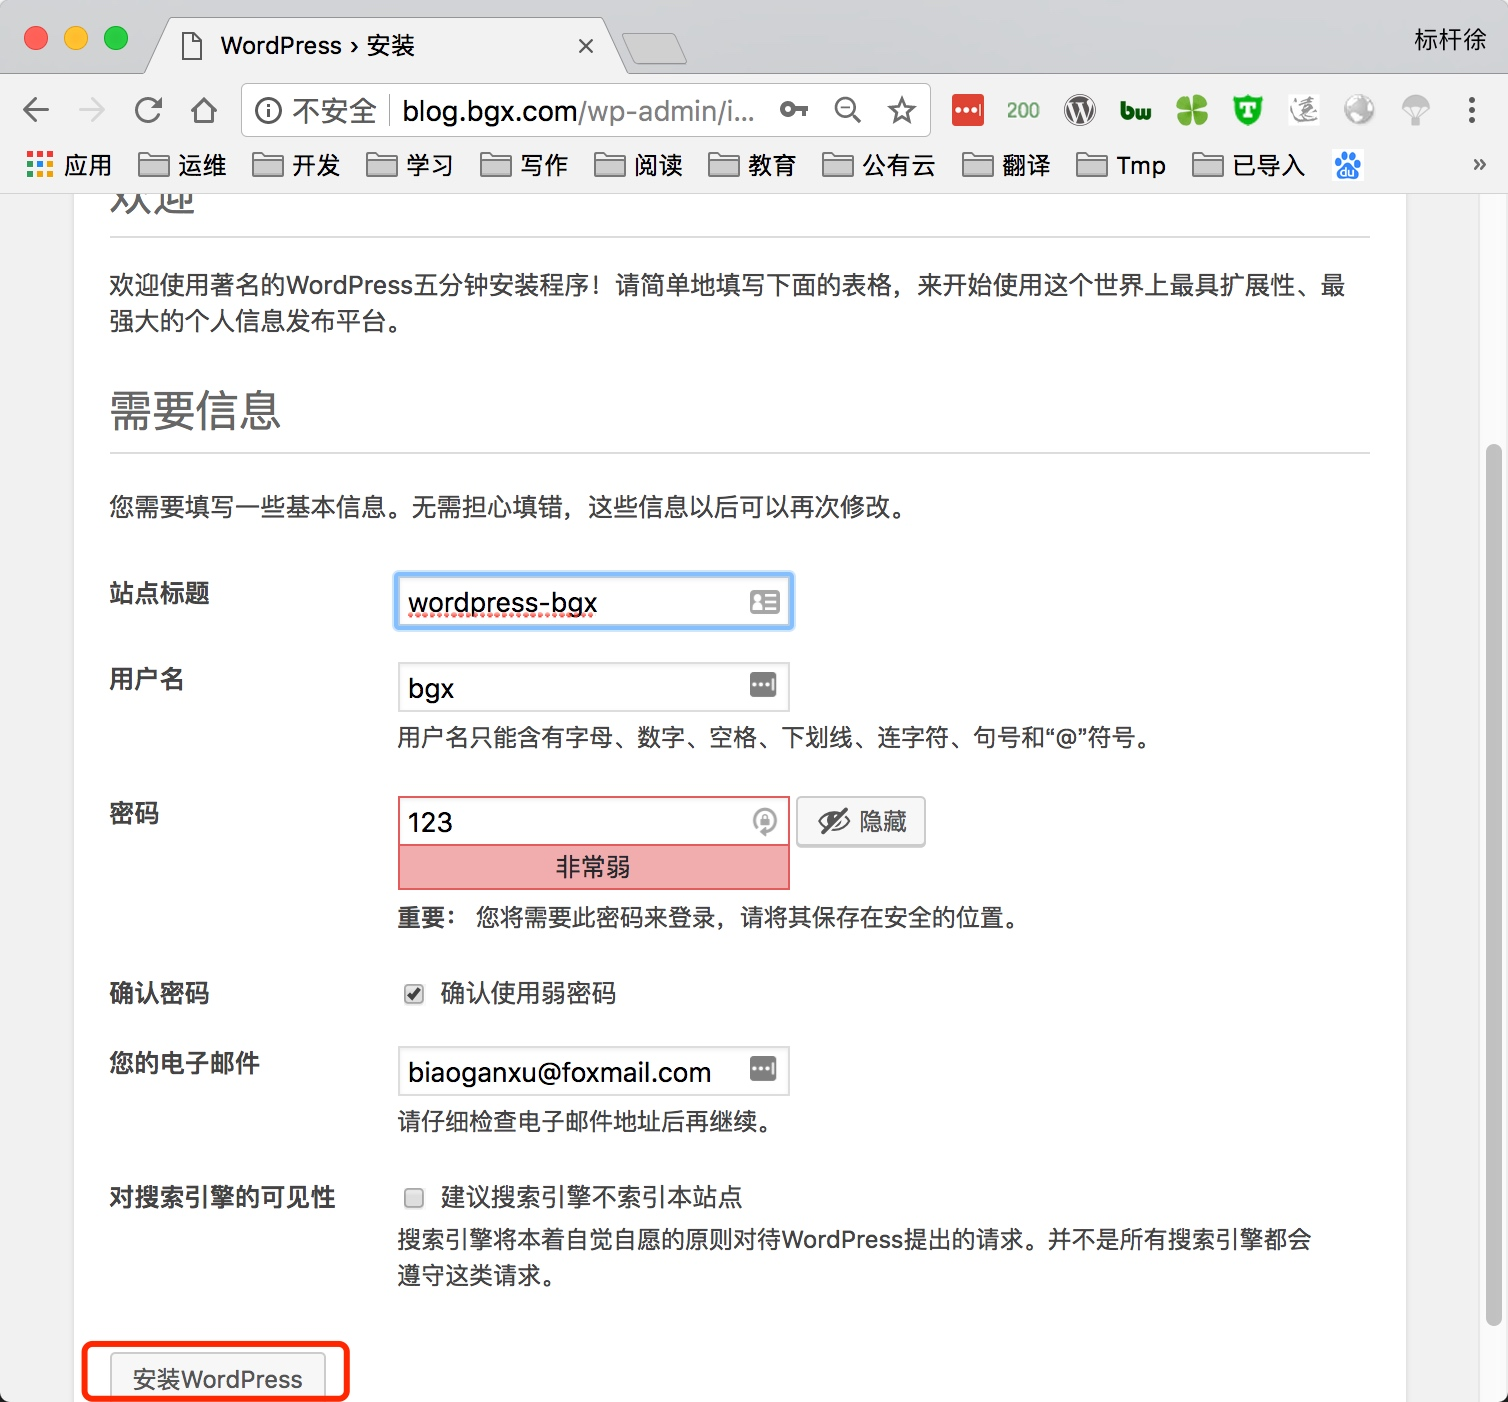 WordPress › 安装
标杆徐
不安全 blog.bgx.com/wp-admin/i...
200
bw
T
应用 运维 开发 学习 写作 阅读 教育 公有云 翻译 Tmp 已导入 du »
欢迎
欢迎使用著名的WordPress五分钟安装程序！请简单地填写下面的表格，来开始使用这个世界上最具扩展性、最
强大的个人信息发布平台。
需要信息
您需要填写一些基本信息。无需担心填错，这些信息以后可以再次修改。
站点标题 wordpress-bgx
用户名 bgx
用户名只能含有字母、数字、空格、下划线、连字符、句号和“@”符号。
密码 123 隐藏
非常弱
重要： 您将需要此密码来登录，请将其保存在安全的位置。
确认密码 确认使用弱密码
您的电子邮件 biaoganxu@foxmail.com
请仔细检查电子邮件地址后再继续。
对搜索引擎的可见性 建议搜索引擎不索引本站点
搜索引擎将本着自觉自愿的原则对待WordPress提出的请求。并不是所有搜索引擎都会
遵守这类请求。
安装WordPress